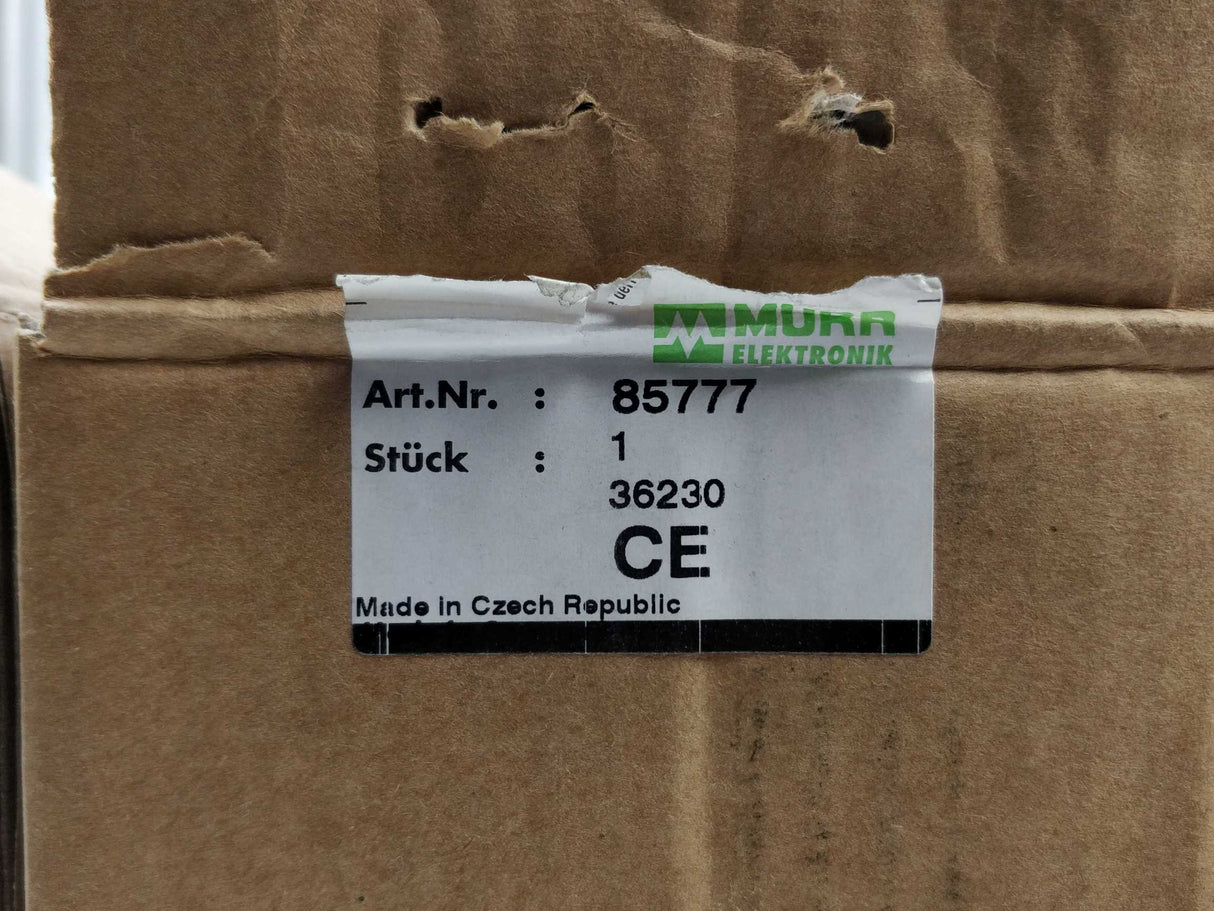 MURR
ELEKTRONIK
Art.Nr. : 85777
Stück : 1
36230
CE
Made in Czech Republic